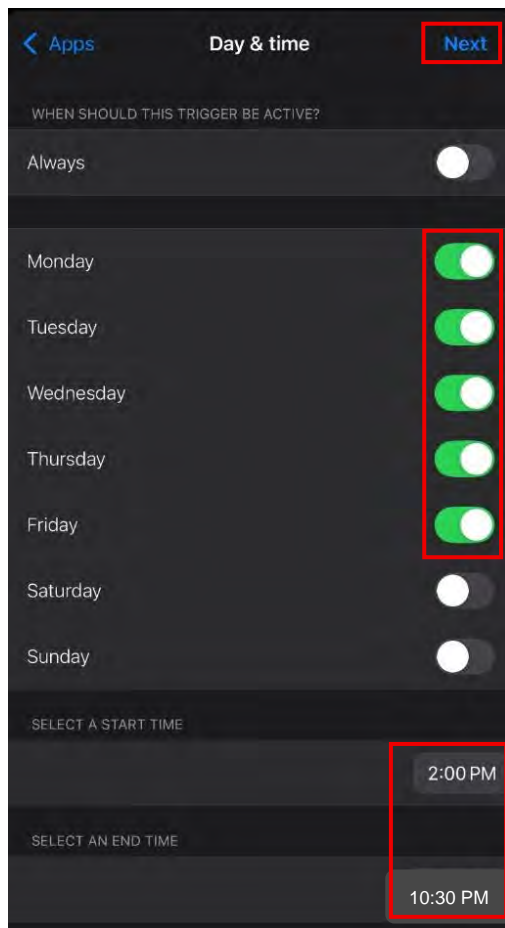 Apps Day & time Next
WHEN SHOULD THIS TRIGGER BE ACTIVE?
Always
Monday
Tuesday
Wednesday
Thursday
Friday
Saturday
Sunday
SELECT A START TIME
2:00 PM
SELECT AN END TIME
10:30 PM